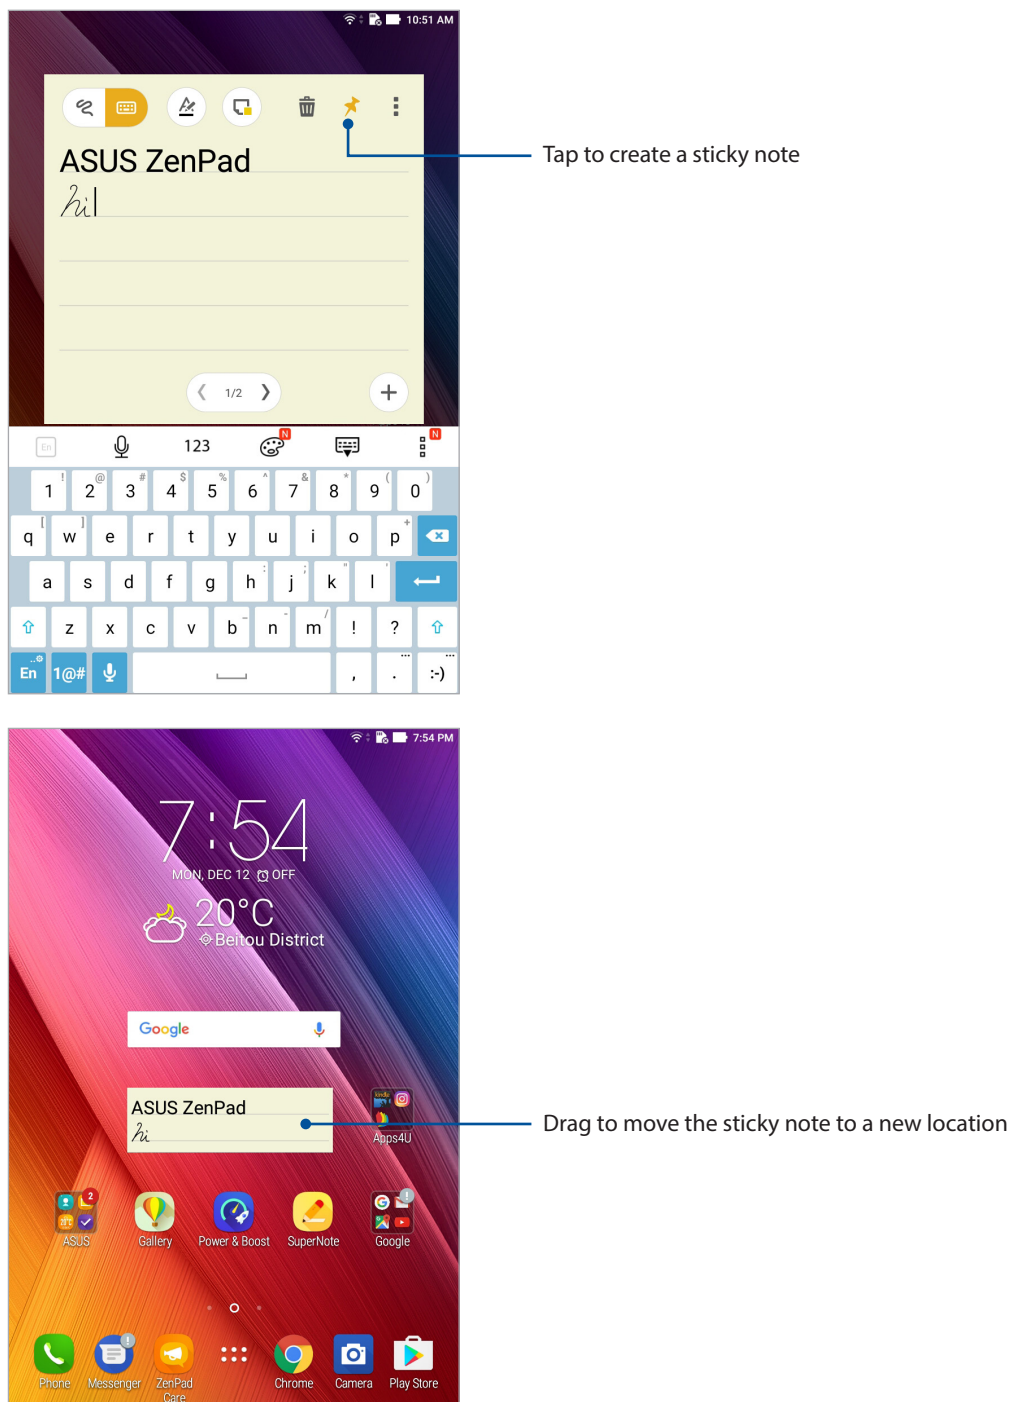 10:51 AM
ASUS ZenPad
hi
Tap to create a sticky note
1/2
+
En 123 N N
! @ # $ % ^ & * ( )
1 2 3 4 5 6 7 8 9 0
[ ] +
q w e r t y u i o p
: ; " '
a s d f g h j k l
_ - /
z x c v b n m ! ?
En 1@# , . :-)
7:54 PM
7:54
MON, DEC 12 OFF
20°C
Beitou District
Google
ASUS ZenPad
hi
Drag to move the sticky note to a new location
kindle
Apps4U
2
ASUS Gallery Power & Boost SuperNote Google
Phone Messenger ZenPad Care Chrome Camera Play Store